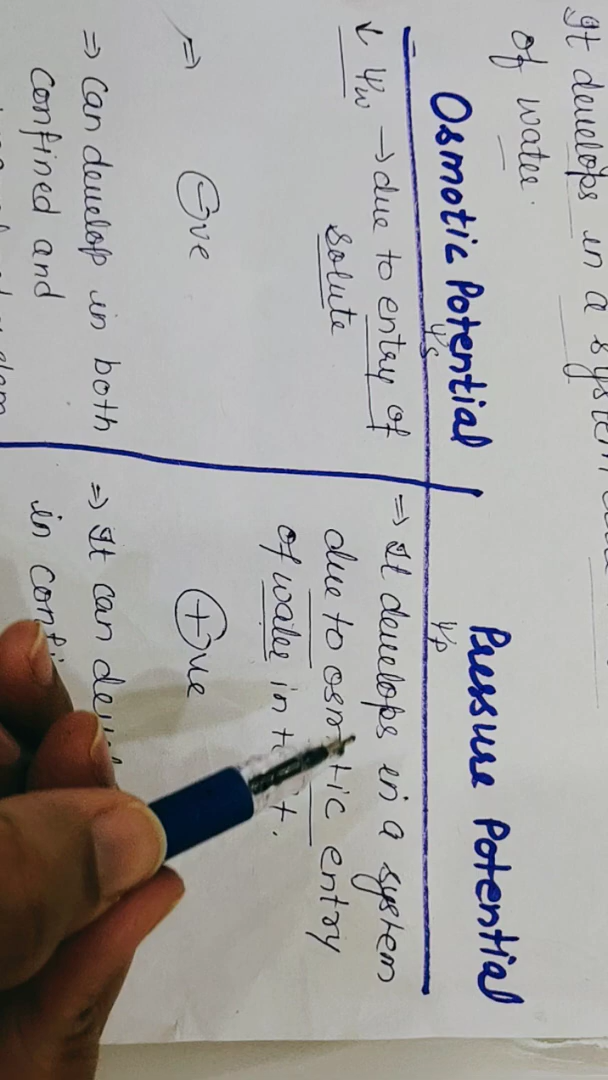 It develops in a system
of water.
Osmotic Potential
ψs
↓ ψw → due to entry of
solute
⇒ ⊖ve
⇒ can develop in both
confined and
Pressure Potential
ψp
⇒ It develops in a system
due to osmotic entry
of water in
⊕ve
⇒ It can
in